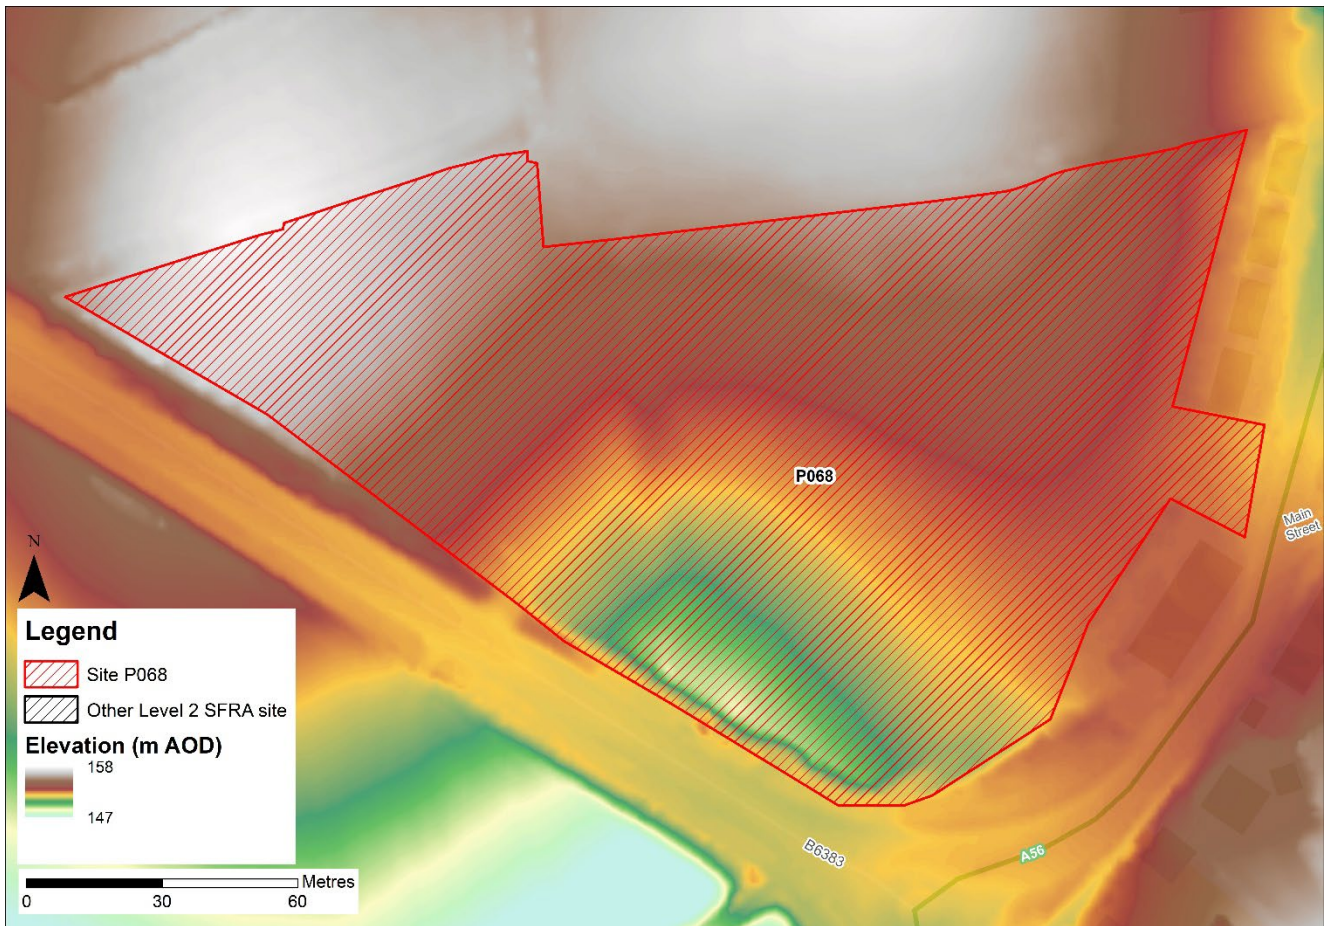 P068
Main
Street
N
Legend
Site P068
Other Level 2 SFRA site
Elevation (m AOD)
158
147
Metres
0 30 60
B6383
A56